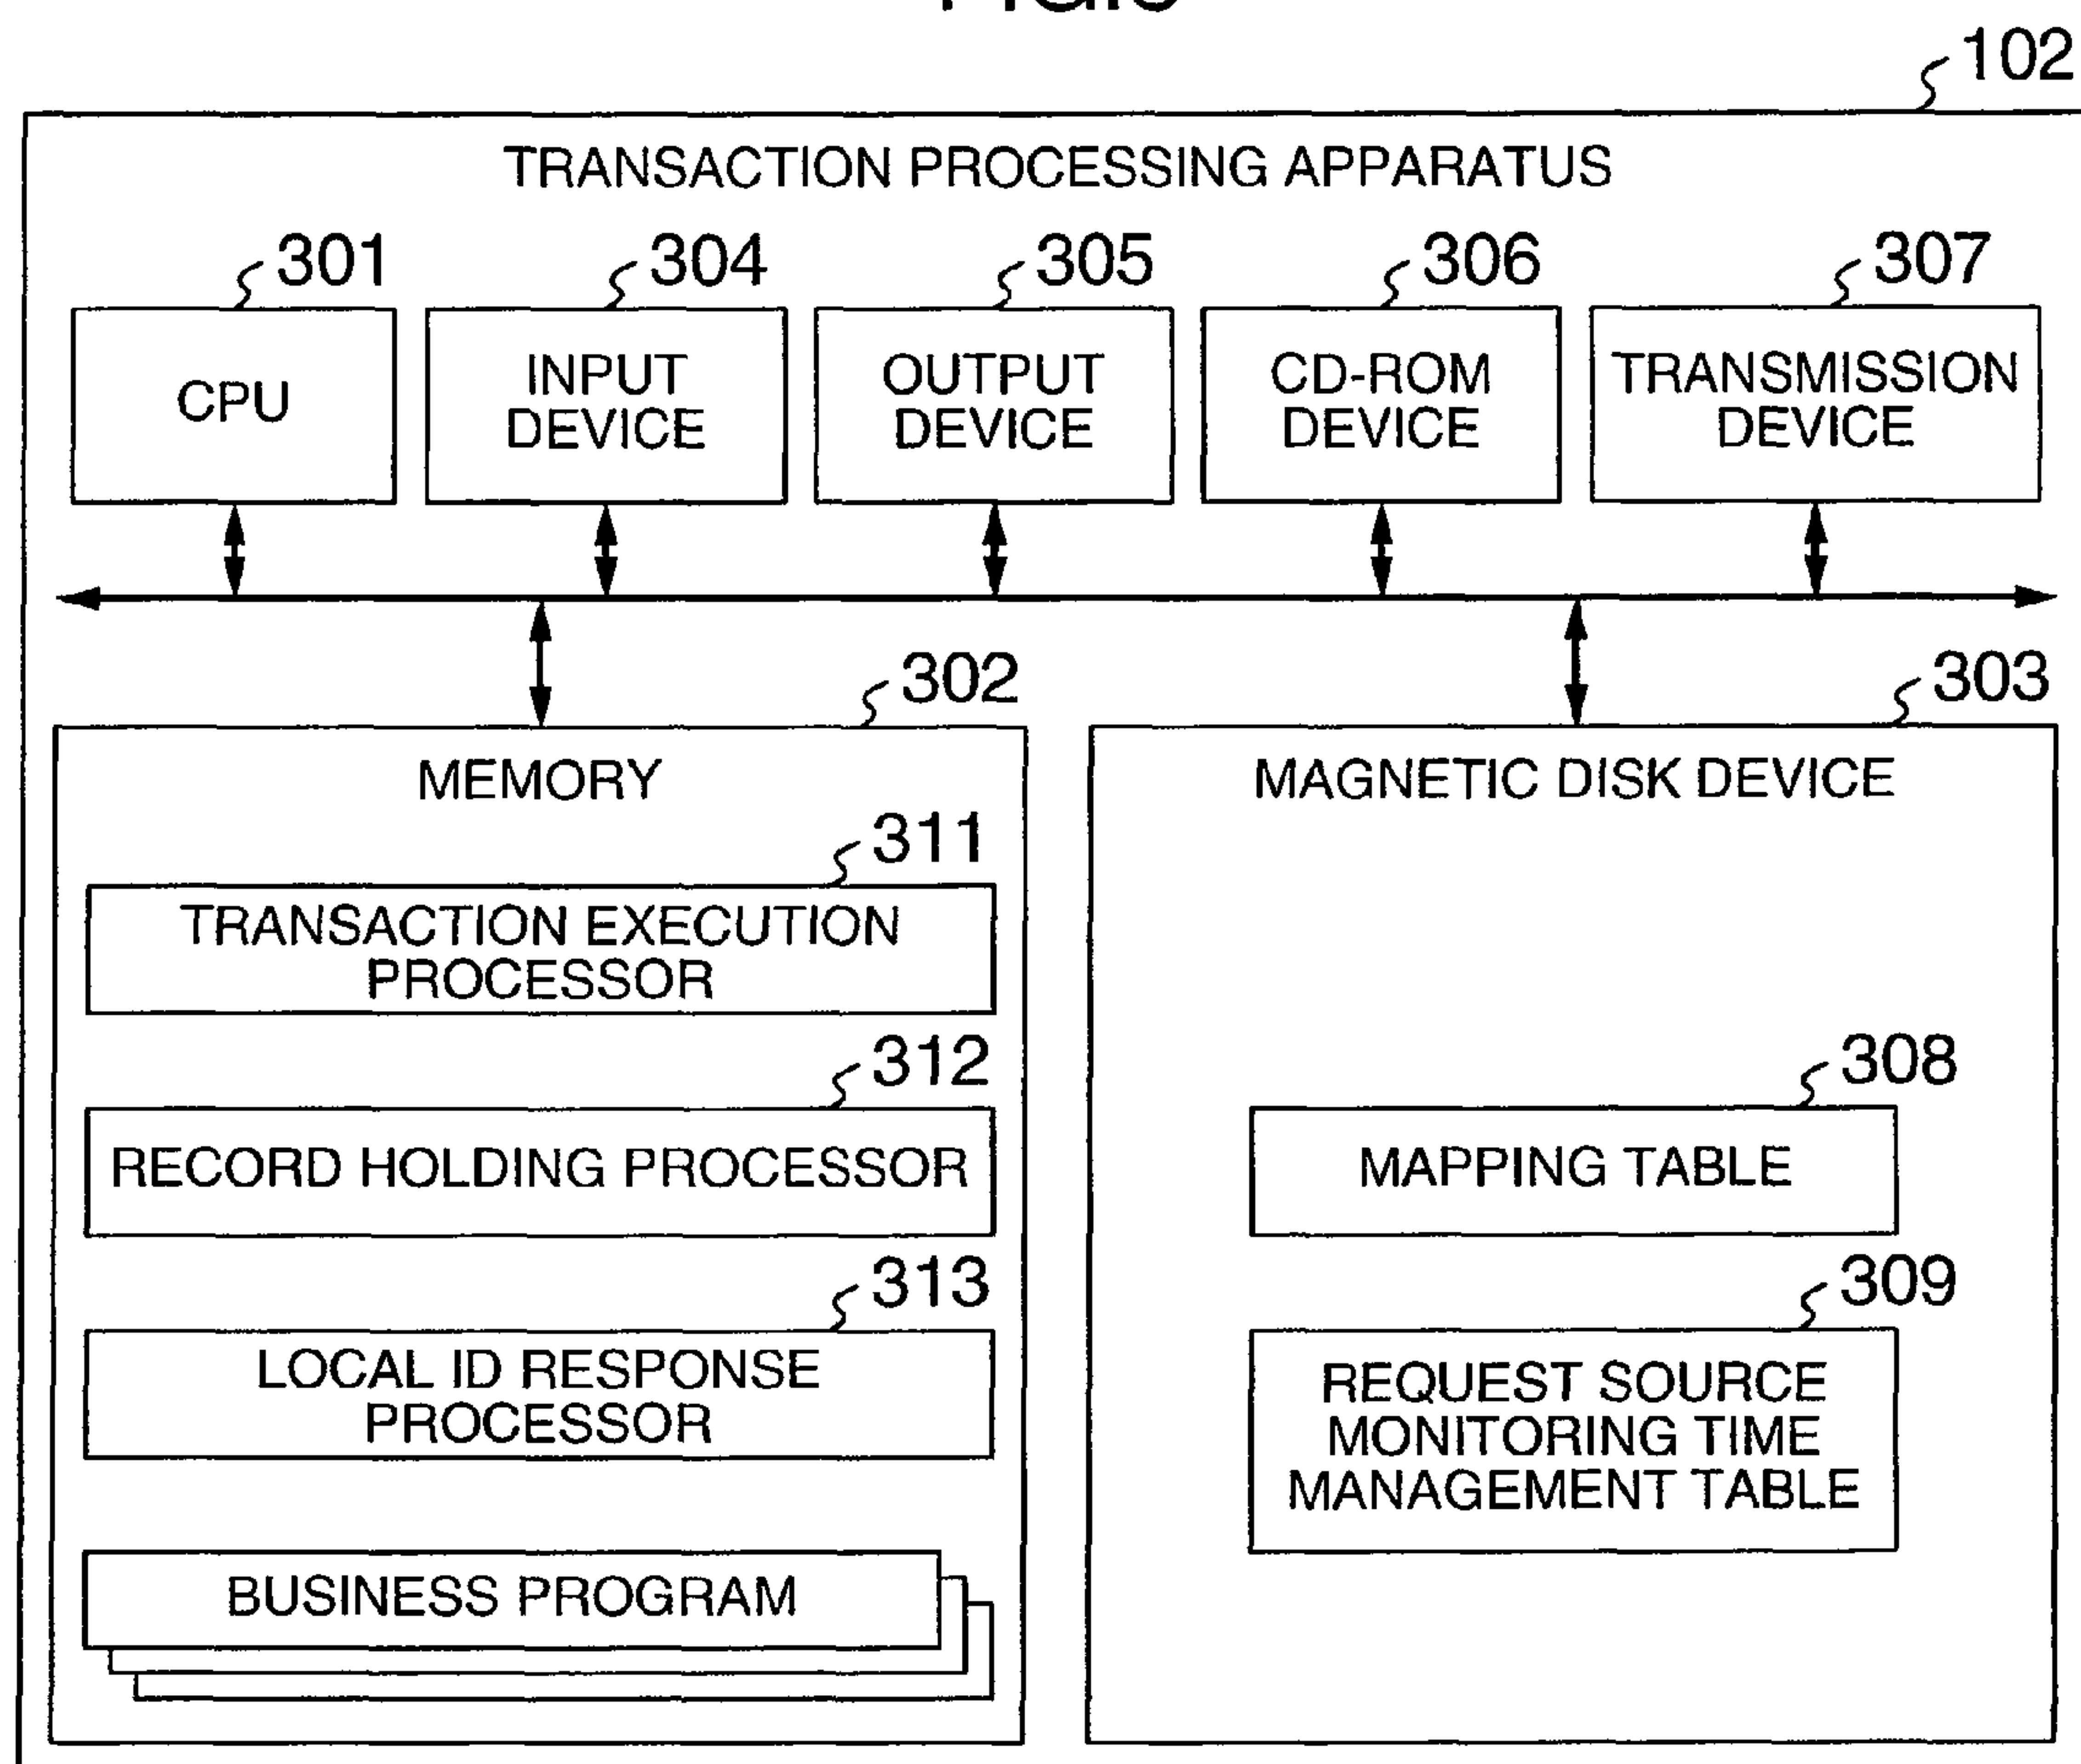 102
TRANSACTION PROCESSING APPARATUS
301
304
305
306
307
CPU
INPUT
DEVICE
OUTPUT
DEVICE
CD-ROM
DEVICE
TRANSMISSION
DEVICE
302
303
MEMORY
MAGNETIC DISK DEVICE
311
TRANSACTION EXECUTION
PROCESSOR
312
308
RECORD HOLDING PROCESSOR
MAPPING TABLE
313
309
LOCAL ID RESPONSE
PROCESSOR
REQUEST SOURCE
MONITORING TIME
MANAGEMENT TABLE
BUSINESS PROGRAM